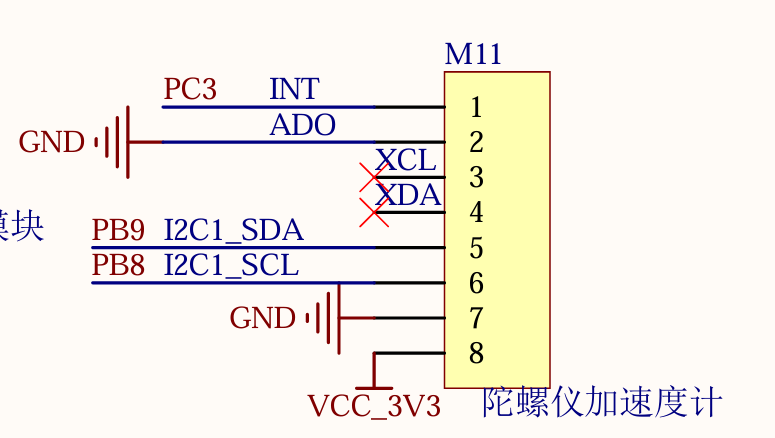 M11
PC3 INT 1
GND ADO 2
XCL 3
XDA 4
模块
PB9 I2C1_SDA 5
PB8 I2C1_SCL 6
GND 7
8
VCC_3V3
陀螺仪加速度计